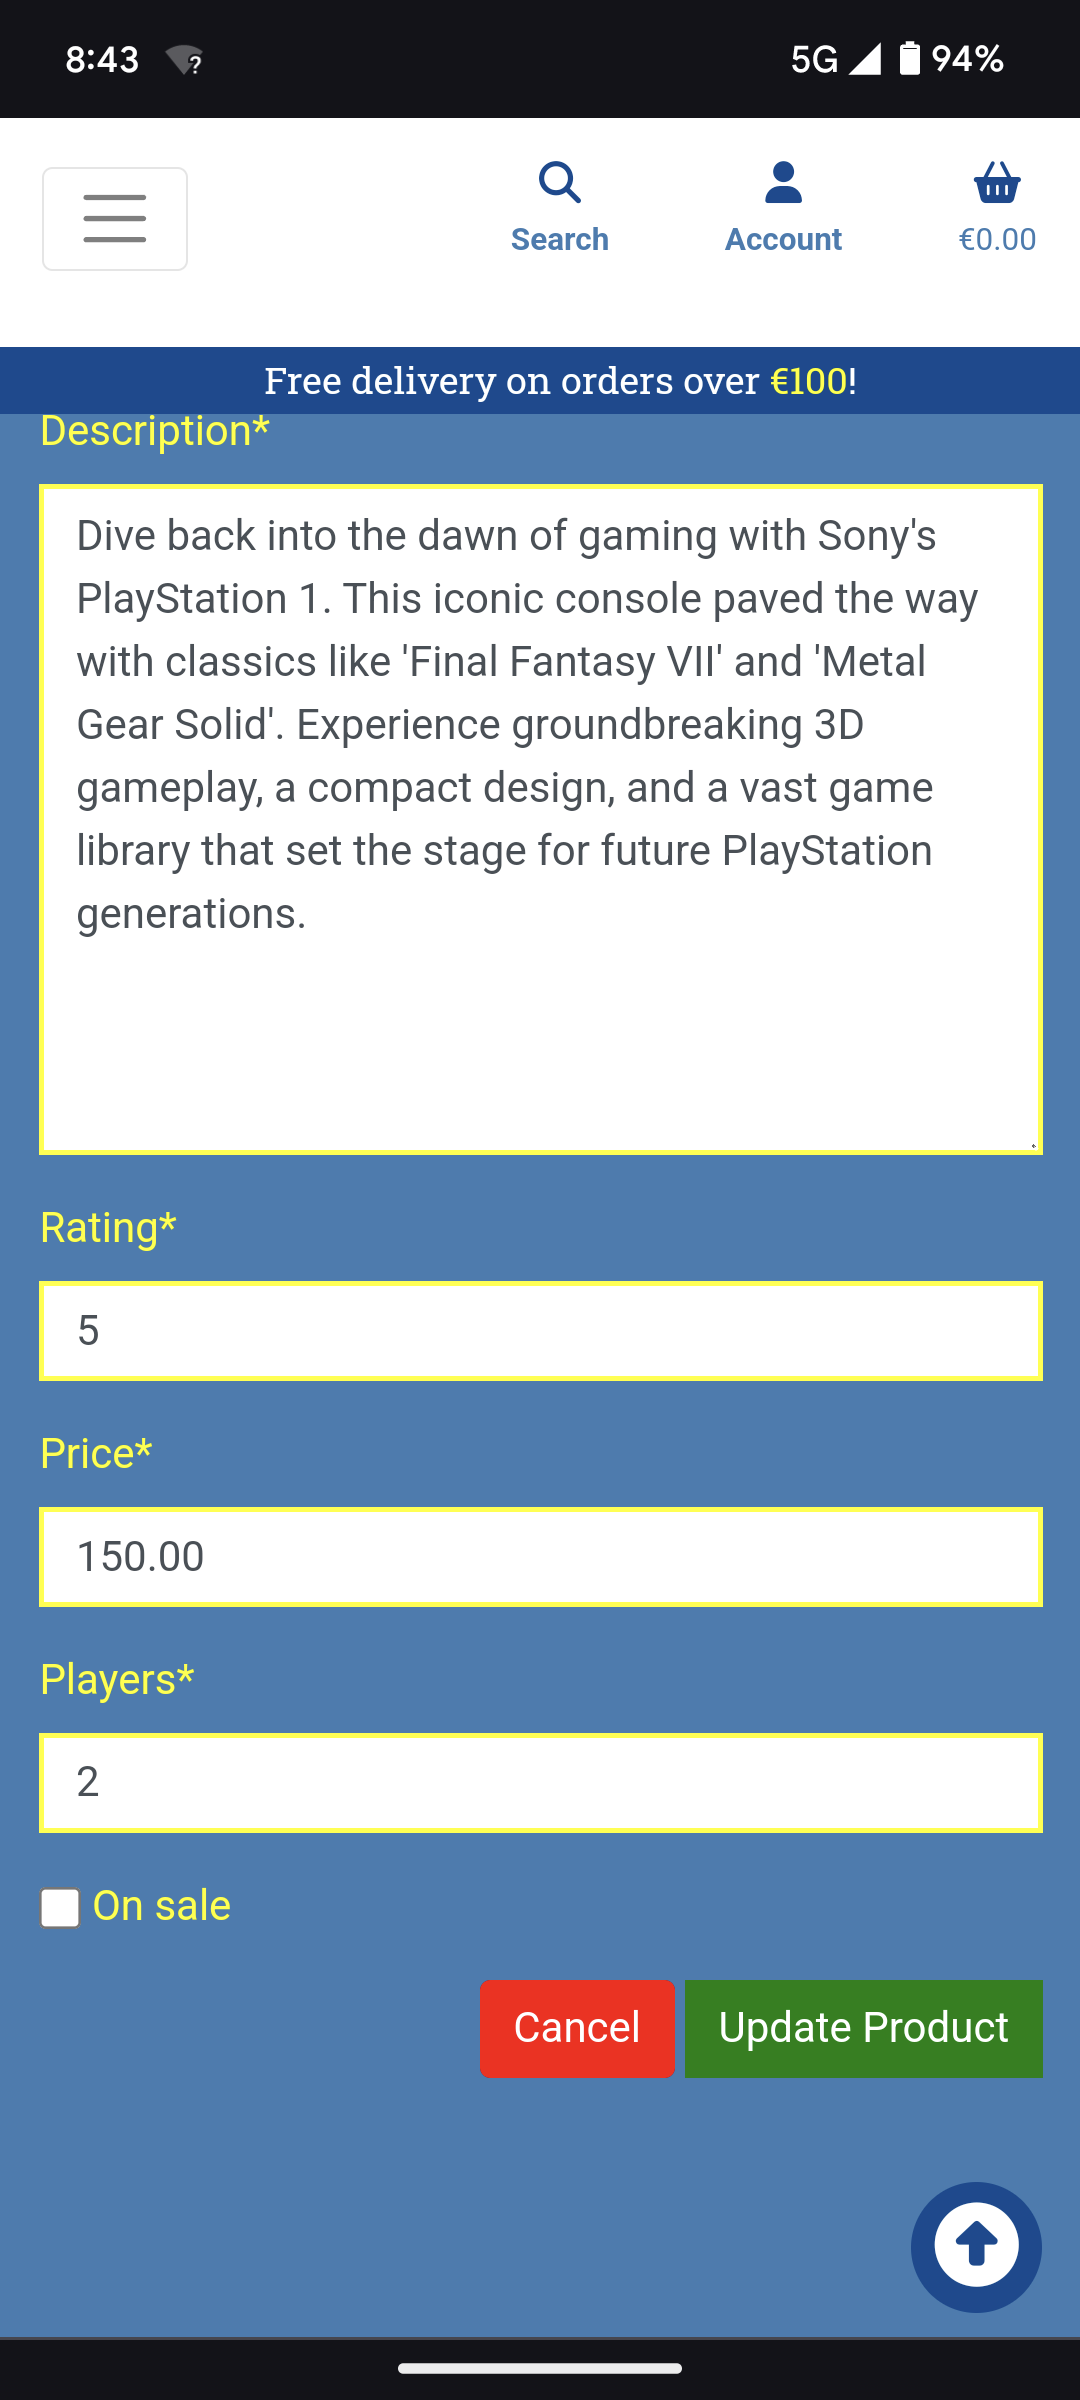 8:43
5G 94%
Search
Account
€0.00
Free delivery on orders over €100!
Description*
Dive back into the dawn of gaming with Sony's
PlayStation 1. This iconic console paved the way
with classics like 'Final Fantasy VII' and 'Metal
Gear Solid'. Experience groundbreaking 3D
gameplay, a compact design, and a vast game
library that set the stage for future PlayStation
generations.
Rating*
5
Price*
150.00
Players*
2
On sale
Cancel
Update Product